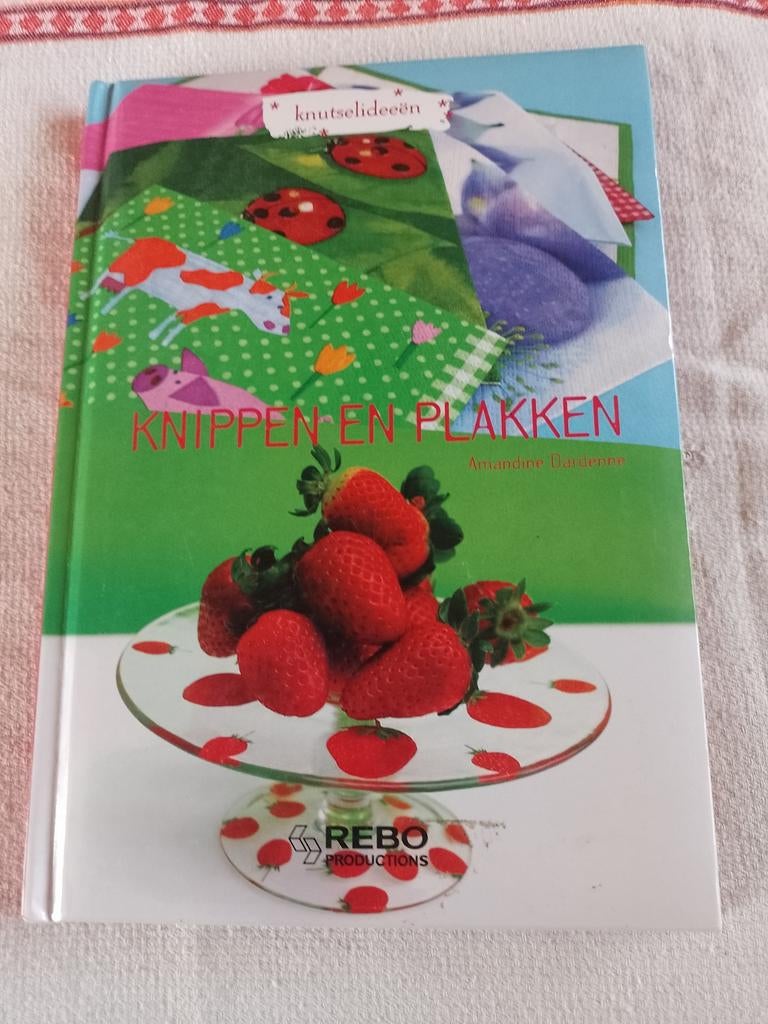 knutselideeën
KNIPPEN EN PLAKKEN
Amandine Dardenne
REBO
PRODUCTIONS